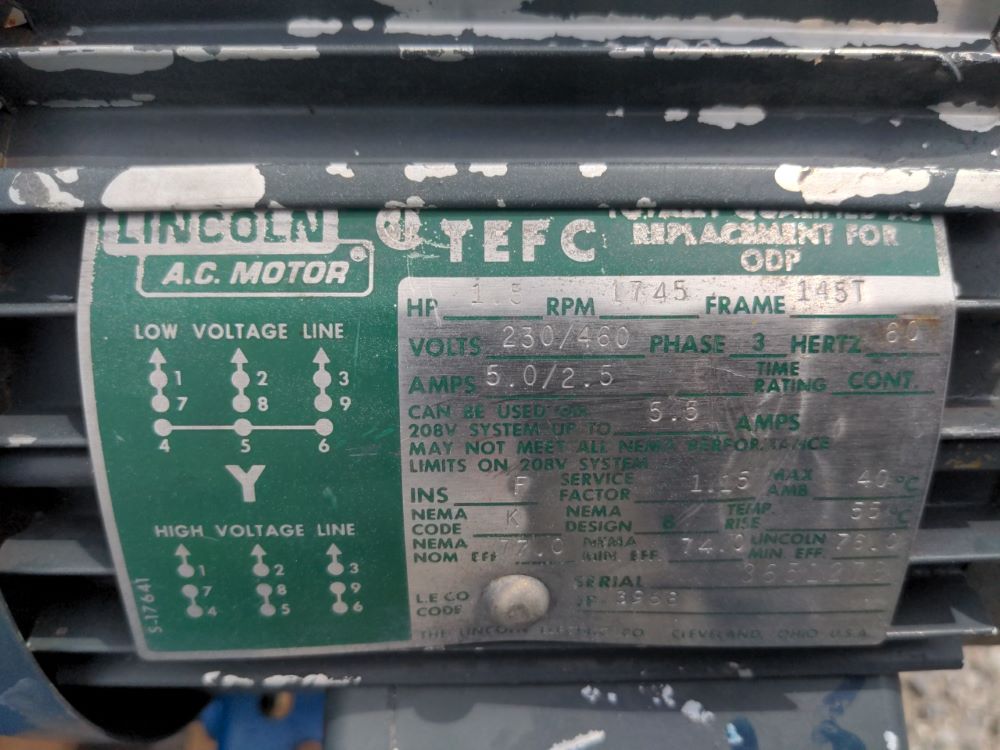 LINCOLN
A.C. MOTOR®
TEFC
TOTALLY QUALIFIED AS
REPLACEMENT FOR
ODP
LOW VOLTAGE LINE
1 2 3
7 8 9
4 5 6
Y
HIGH VOLTAGE LINE
1 2 3
7 8 9
4 5 6
S-17641
HP 1.5 RPM 1745 FRAME 145T
VOLTS 230/460 PHASE 3 HERTZ 60
AMPS 5.0/2.5 TIME RATING CONT.
CAN BE USED ON
208V SYSTEM UP TO 5.5 AMPS
MAY NOT MEET ALL NEMA PERFORMANCE
LIMITS ON 208V SYSTEM
INS F SERVICE FACTOR 1.15 MAX AMB 40 °C
NEMA CODE K NEMA DESIGN B TEMP. RISE 55 °C
NEMA NOM EFF NEMA MIN. EFF. 74.0 LINCOLN MIN. EFF.
SERIAL
L.E.CO CODE 3968
THE LINCOLN ELECTRIC CO. CLEVELAND, OHIO U.S.A.